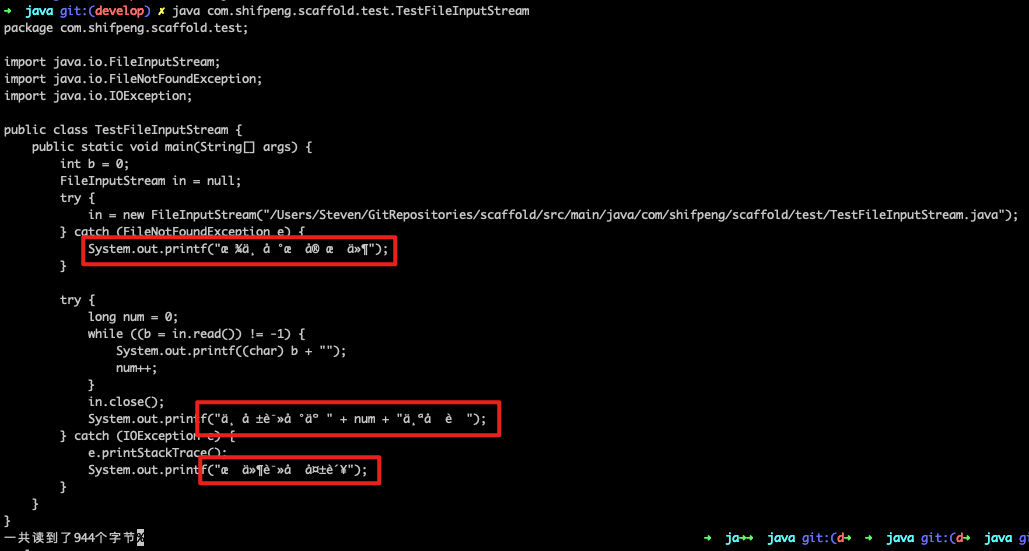 ➜ java git:(develop) ✗ java com.shifpeng.scaffold.test.TestFileInputStream
package com.shifpeng.scaffold.test;
import java.io.FileInputStream;
import java.io.FileNotFoundException;
import java.io.IOException;
public class TestFileInputStream {
public static void main(String[] args) {
int b = 0;
FileInputStream in = null;
try {
in = new FileInputStream("/Users/Steven/GitRepositories/scaffold/src/main/java/com/shifpeng/scaffold/test/TestFileInputStream.java");
} catch (FileNotFoundException e) {
System.out.printf("æ ¾ä¸ å °æ å® æ ä»¶");
}
try {
long num = 0;
while ((b = in.read()) != -1) {
System.out.printf((char) b + "");
num++;
}
in.close();
System.out.printf("ä¸ å ±è¯»å °äº " + num + "ä¸ªå è ");
} catch (IOException e) {
e.printStackTrace();
System.out.printf("æ ä»¶è¯»å å¤±è´¥");
}
}
}
一共读到了944个字节% ➜ ja➜➜ java git:(d➜ ➜ java git:(d➜ java gi